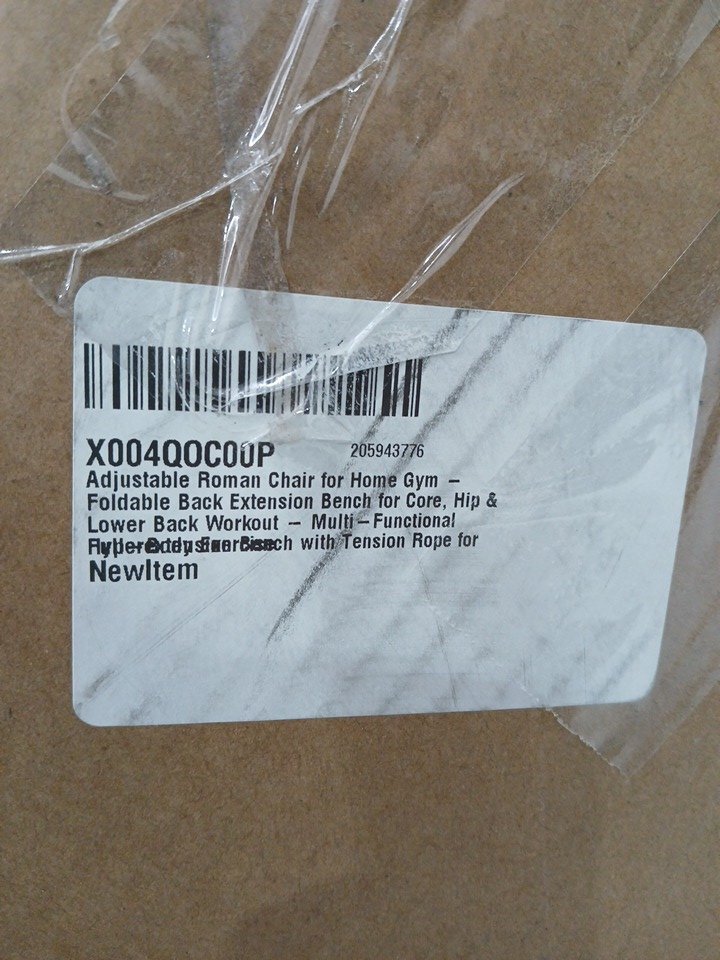 X004QOC00P
205943776
Adjustable Roman Chair for Home Gym –
Foldable Back Extension Bench for Core, Hip &
Lower Back Workout – Multi-Functional
Bench with Tension Rope for
NewItem